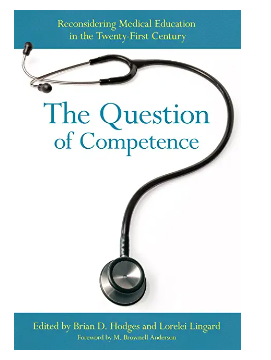 Reconsidering Medical Education
in the Twenty-First Century
The Question
of Competence
Edited by Brian D. Hodges and Lorelei Lingard
Foreword by M. Brownell Anderson